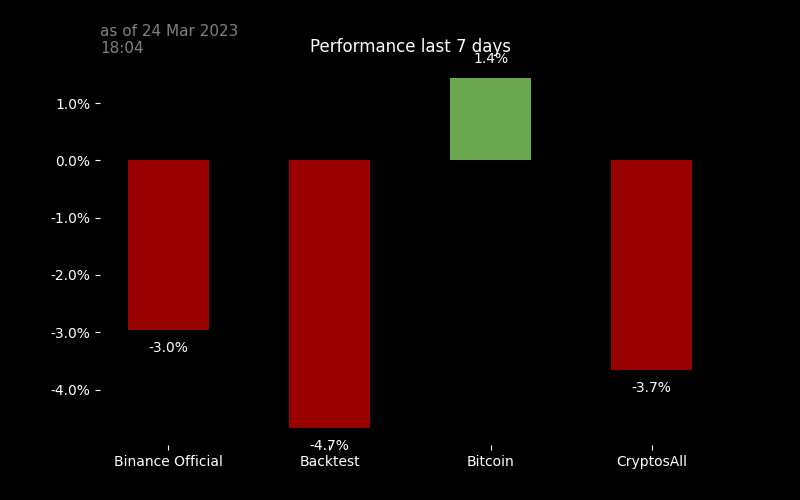 as of 24 Mar 2023
18:04
Performance last 7 days
1.4%
1.0%
0.0%
-1.0%
-2.0%
-3.0%
-4.0%
-3.0%
-3.7%
-4.7%
Binance Official
Backtest
Bitcoin
CryptosAll